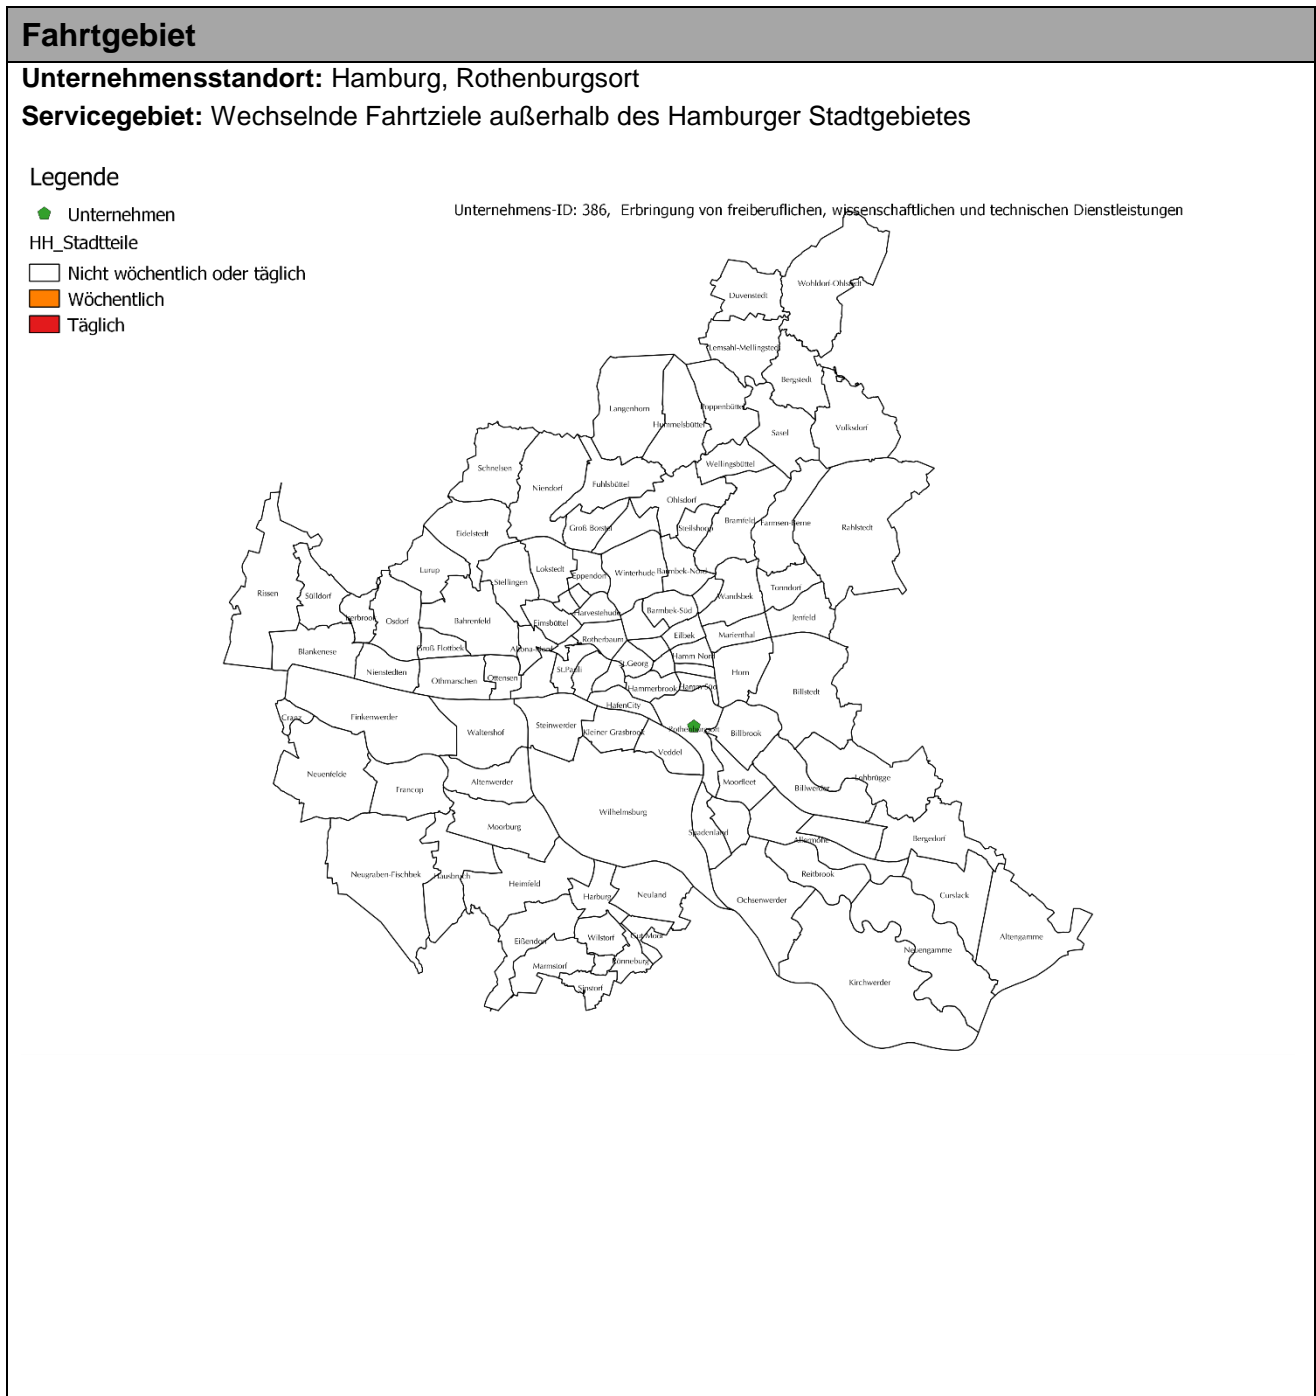 Fahrtgebiet
Unternehmensstandort: Hamburg, Rothenburgsort
Servicegebiet: Wechselnde Fahrtziele außerhalb des Hamburger Stadtgebietes
Legende
Unternehmen
HH_Stadtteile
Nicht wöchentlich oder täglich
Wöchentlich
Täglich
Unternehmens-ID: 386, Erbringung von freiberuflichen, wissenschaftlichen und technischen Dienstleistungen
Wohldorf-Ohlstedt
Duvenstedt
Lemsahl-Mellingstedt
Bergstedt
Poppenbüttel
Langenhorn
Hummelsbüttel
Sasel
Volksdorf
Wellingsbüttel
Schnelsen
Niendorf
Fuhlsbüttel
Ohlsdorf
Groß Borstel
Steilshoop
Bramfeld
Farmsen-Berne
Rahlstedt
Eidelstedt
Lurup
Stellingen
Lokstedt
Eppendorf
Winterhude
Barmbek-Nord
Wandsbek
Tonndorf
Rissen
Sülldorf
Iserbrook
Osdorf
Bahrenfeld
Eimsbüttel
Harvestehude
Barmbek-Süd
Jenfeld
Blankenese
Groß Flottbek
Altona-Nord
Rotherbaum
Eilbek
Marienthal
Nienstedten
Othmarschen
Ottensen
St.Pauli
St.Georg
Hamm Nord
Horn
Billstedt
Hammerbrook
Hamm Süd
HafenCity
Cranz
Finkenwerder
Waltershof
Steinwerder
Kleiner Grasbrook
Rothenburgsort
Billbrook
Veddel
Neuenfelde
Francop
Altenwerder
Moorfleet
Billwerder
Lohbrügge
Wilhelmsburg
Moorburg
Spadenland
Allermöhe
Bergedorf
Neugraben-Fischbek
Hausbruch
Heimfeld
Harburg
Neuland
Ochsenwerder
Reitbrook
Curslack
Eißendorf
Wilstorf
Gut Moor
Altengamme
Neuengamme
Marmstorf
Rönneburg
Sinstorf
Kirchwerder